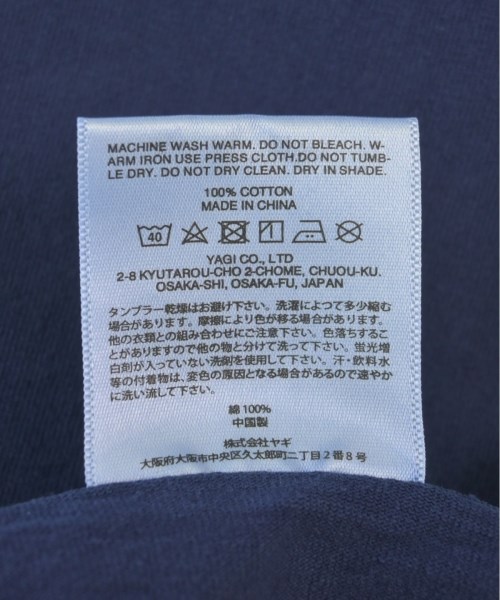 MACHINE WASH WARM. DO NOT BLEACH. W-
ARM IRON USE PRESS CLOTH.DO NOT TUMB-
LE DRY. DO NOT DRY CLEAN. DRY IN SHADE.
100% COTTON
MADE IN CHINA
40
YAGI CO., LTD
2-8 KYUTAROU-CHO 2-CHOME, CHUOU-KU.
OSAKA-SHI, OSAKA-FU, JAPAN
タンブラー乾燥はお避け下さい。洗濯によつて多少縮む
場合があります。摩擦により色が移る場合があります。
他の衣類との組み合わせにご注意下さい。色落ちするこ
とがありますので他の物と分けて洗って下さい。蛍光増
白剤が入っていない洗剤を使用して下さい。汗・飲料水
等の付着物は、変色の原因となる場合があるので速やか
に洗い流して下さい。
綿 100%
中国製
株式会社ヤギ
大阪府大阪市中央区久太郎町二丁目2番8号